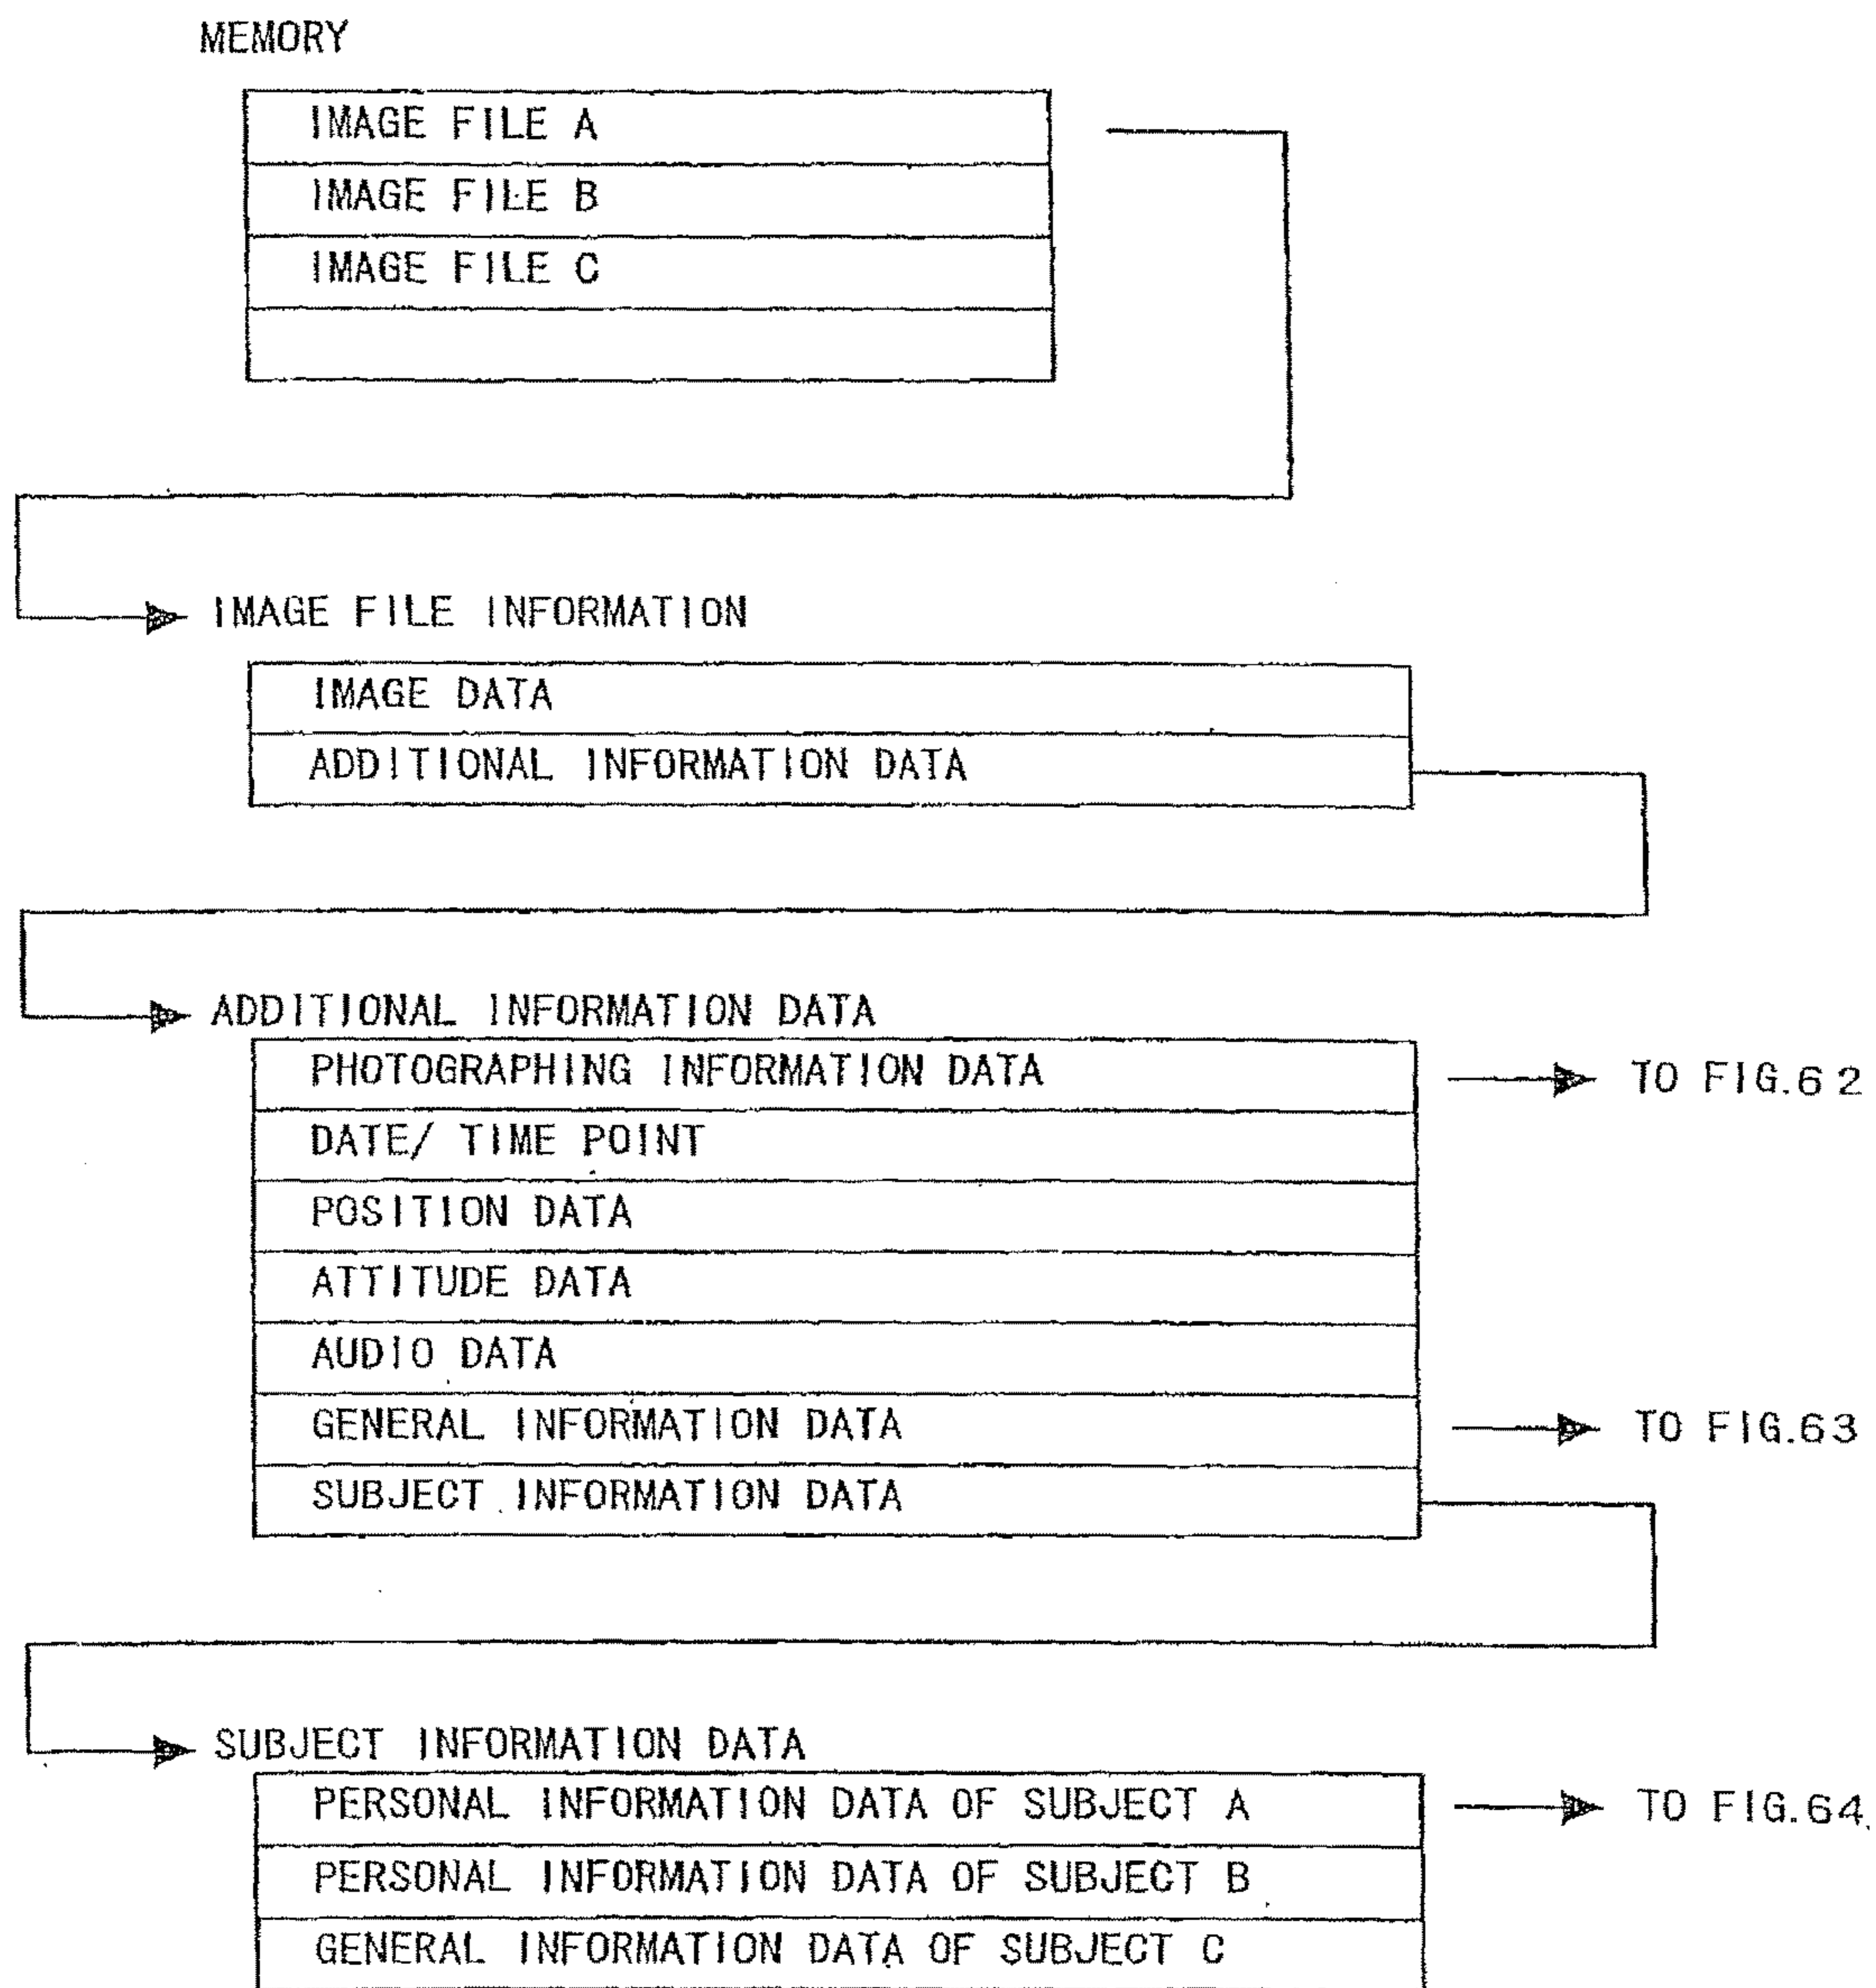 MEMORY
IMAGE FILE A
IMAGE FILE B
IMAGE FILE C
IMAGE FILE INFORMATION
IMAGE DATA
ADDITIONAL INFORMATION DATA
ADDITIONAL INFORMATION DATA
PHOTOGRAPHING INFORMATION DATA TO FIG.62
DATE/ TIME POINT
POSITION DATA
ATTITUDE DATA
AUDIO DATA
GENERAL INFORMATION DATA TO FIG.63
SUBJECT INFORMATION DATA
SUBJECT INFORMATION DATA
PERSONAL INFORMATION DATA OF SUBJECT A TO FIG.64
PERSONAL INFORMATION DATA OF SUBJECT B
GENERAL INFORMATION DATA OF SUBJECT C